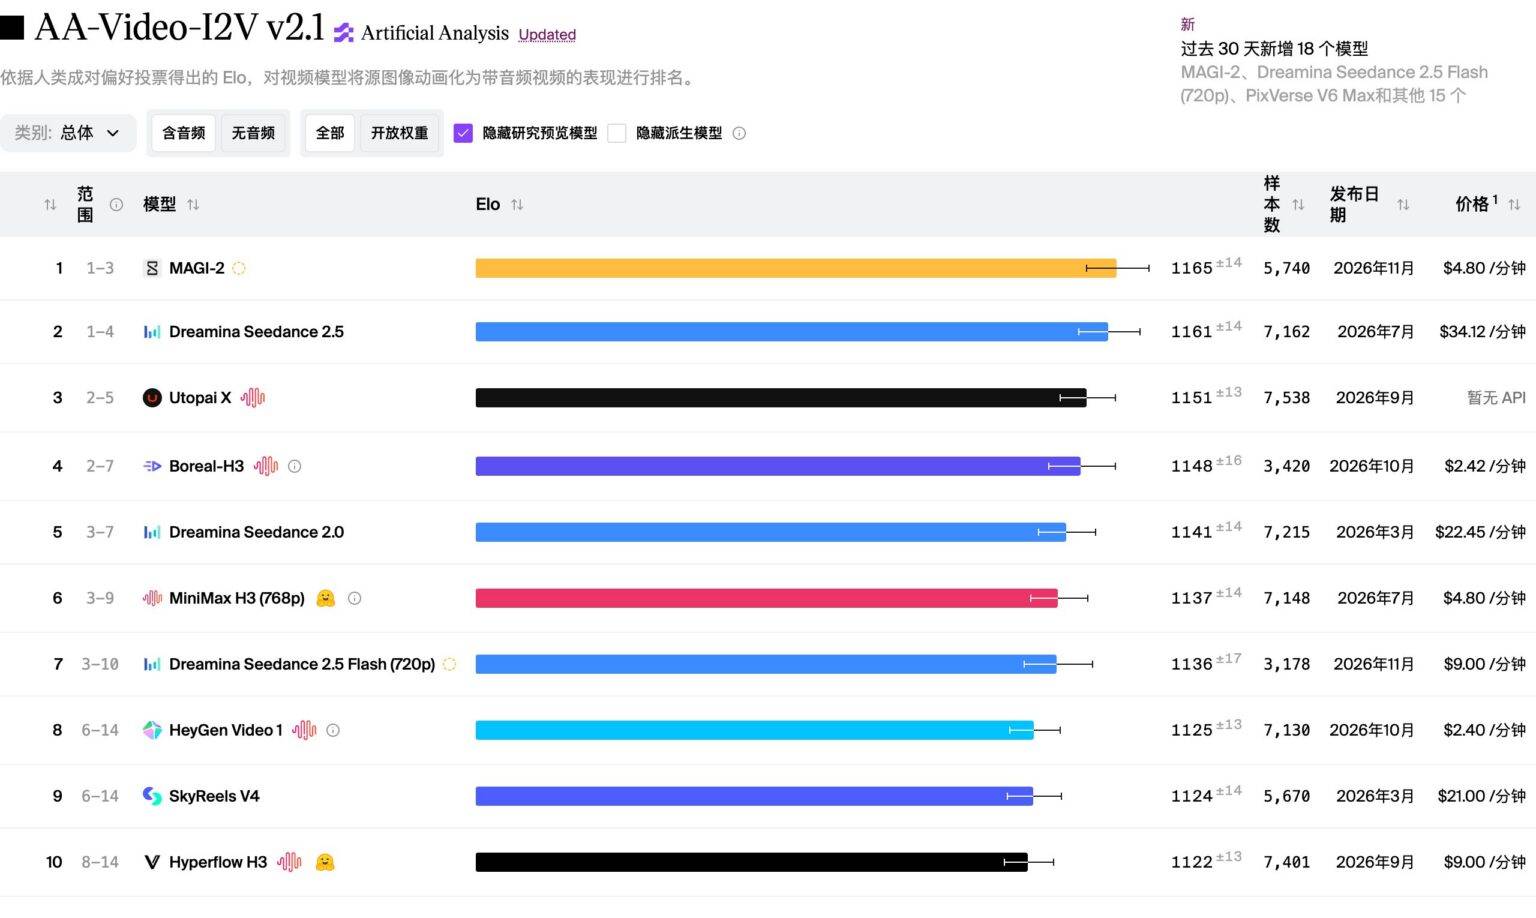 AA-Video-I2V v2.1 Artificial Analysis Updated
依据人类成对偏好投票得出的 Elo，对视频模型将源图像动画化为带音频视频的表现进行排名。
新
过去 30 天新增 18 个模型
MAGI-2、Dreamina Seedance 2.5 Flash
(720p)、PixVerse V6 Max和其他 15 个
类别: 总体 含音频 无音频 全部 开放权重 隐藏研究预览模型 隐藏派生模型
范围 模型 Elo 样本数 发布日期 价格 1
1 1–3 MAGI-2 1165 ±14 5,740 2026年11月 $4.80 /分钟
2 1–4 Dreamina Seedance 2.5 1161 ±14 7,162 2026年7月 $34.12 /分钟
3 2–5 Utopai X 1151 ±13 7,538 2026年9月 暂无 API
4 2–7 Boreal-H3 1148 ±16 3,420 2026年10月 $2.42 /分钟
5 3–7 Dreamina Seedance 2.0 1141 ±14 7,215 2026年3月 $22.45 /分钟
6 3–9 MiniMax H3 (768p) 1137 ±14 7,148 2026年7月 $4.80 /分钟
7 3–10 Dreamina Seedance 2.5 Flash (720p) 1136 ±17 3,178 2026年11月 $9.00 /分钟
8 6–14 HeyGen Video 1 1125 ±13 7,130 2026年10月 $2.40 /分钟
9 6–14 SkyReels V4 1124 ±14 5,670 2026年3月 $21.00 /分钟
10 8–14 Hyperflow H3 1122 ±13 7,401 2026年9月 $9.00 /分钟